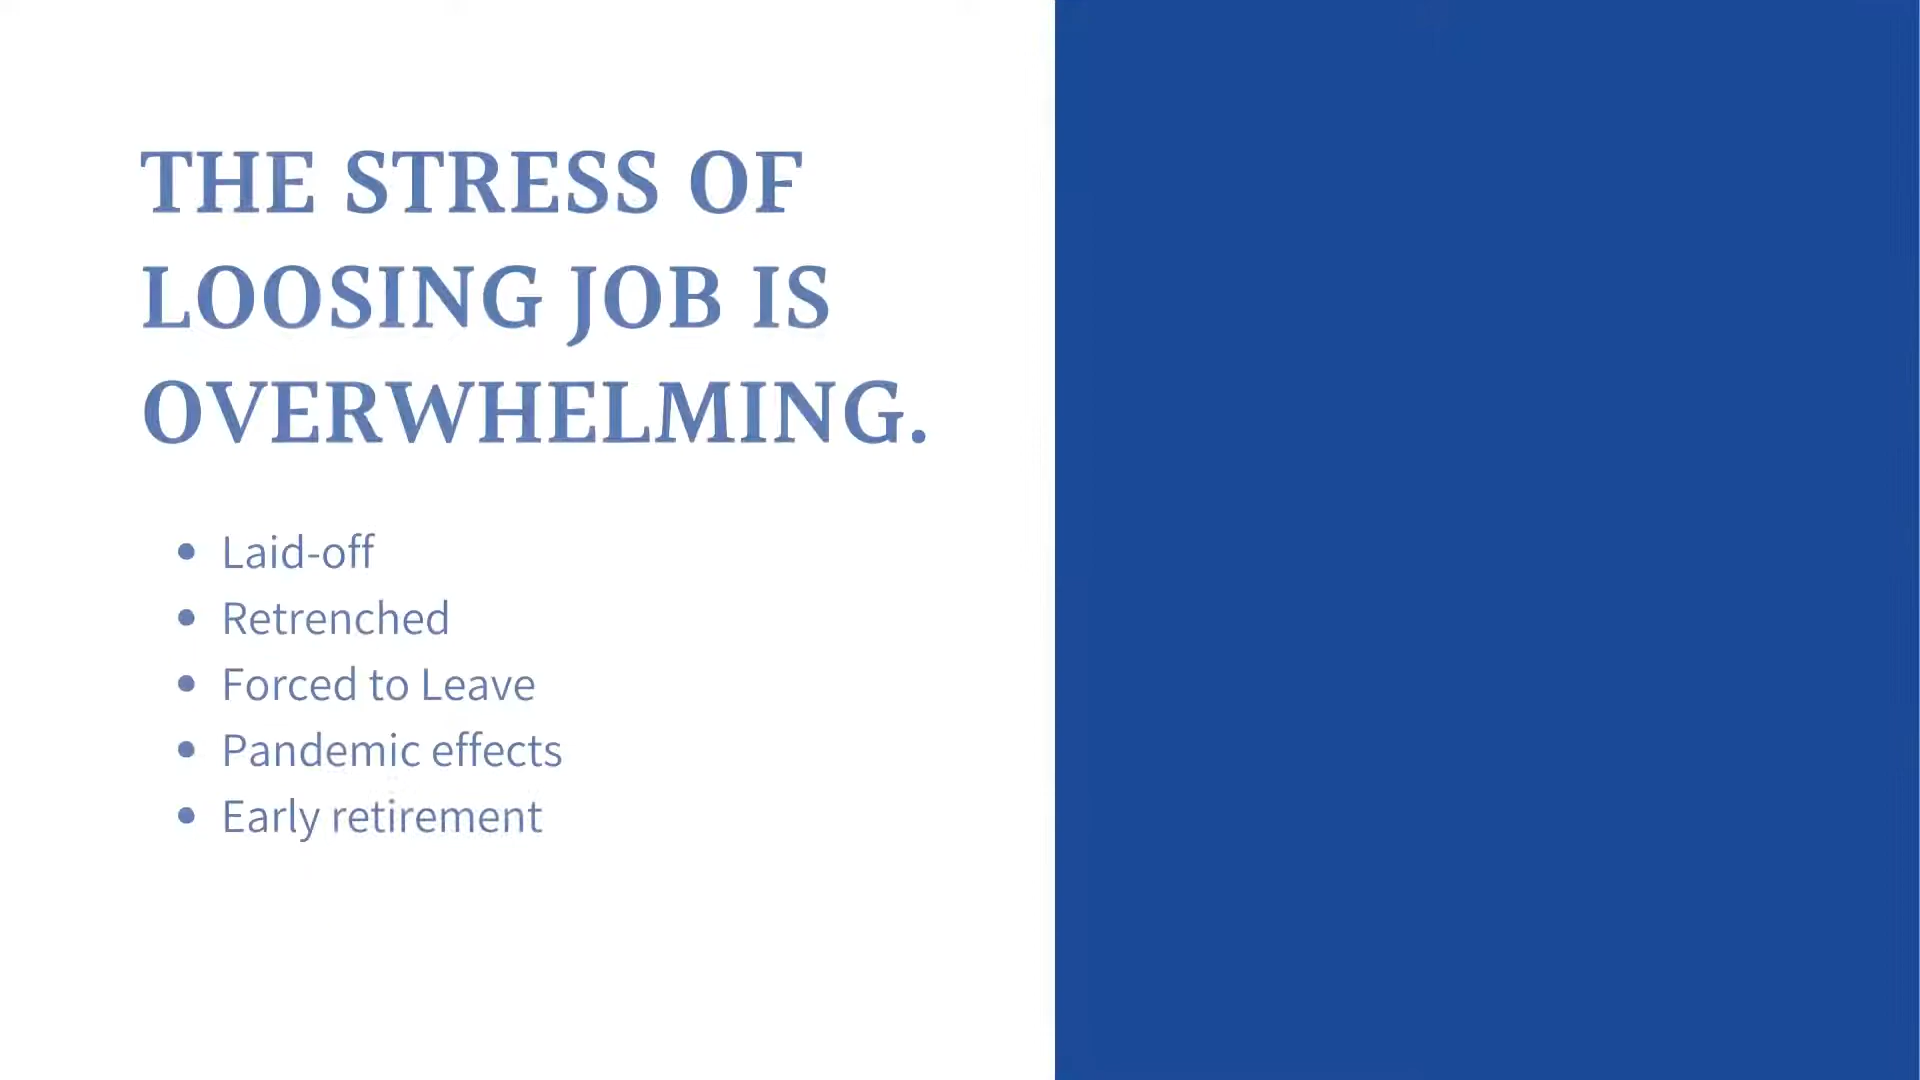 THE STRESS OF
LOOSING JOB IS
OVERWHELMING.
• Laid-off
• Retrenched
• Forced to Leave
• Pandemic effects
• Early retirement